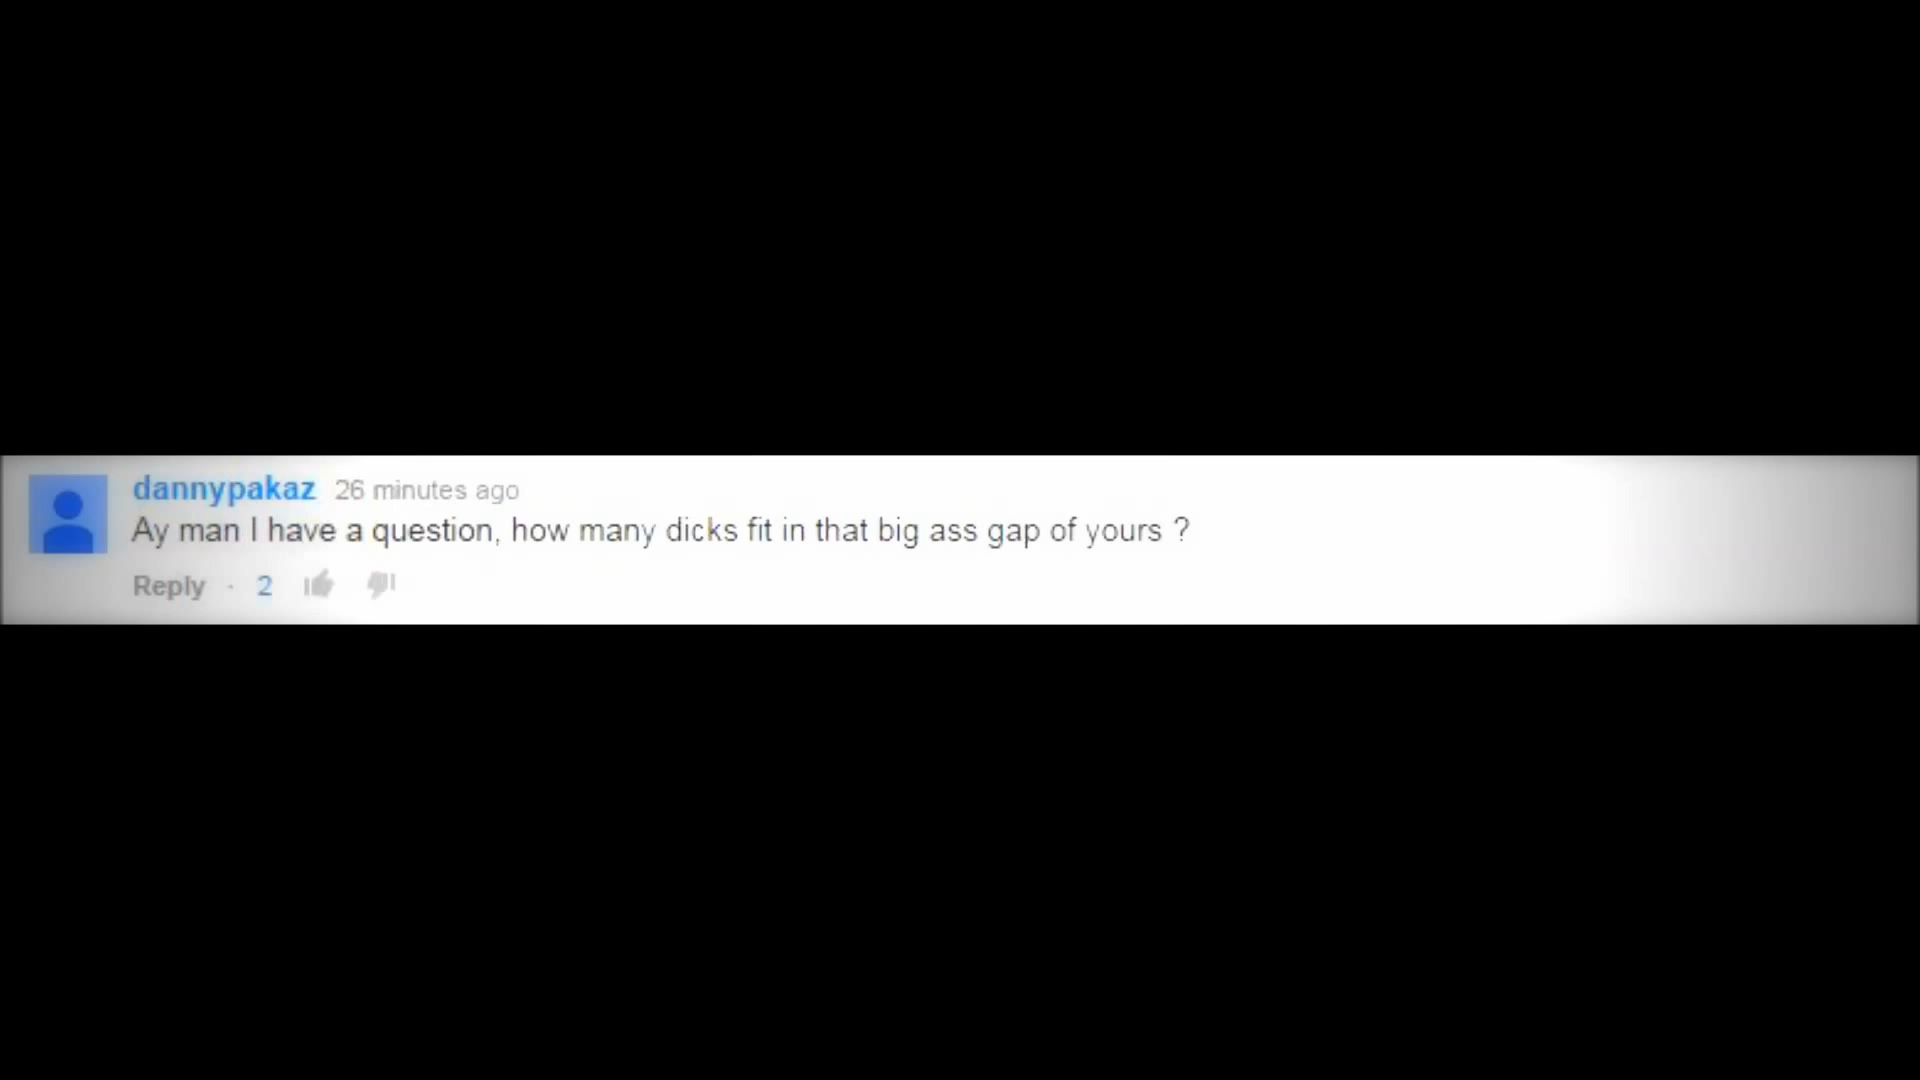 dannypakaz 26 minutes ago
Ay man I have a question, how many dicks fit in that big ass gap of yours ?
Reply · 2